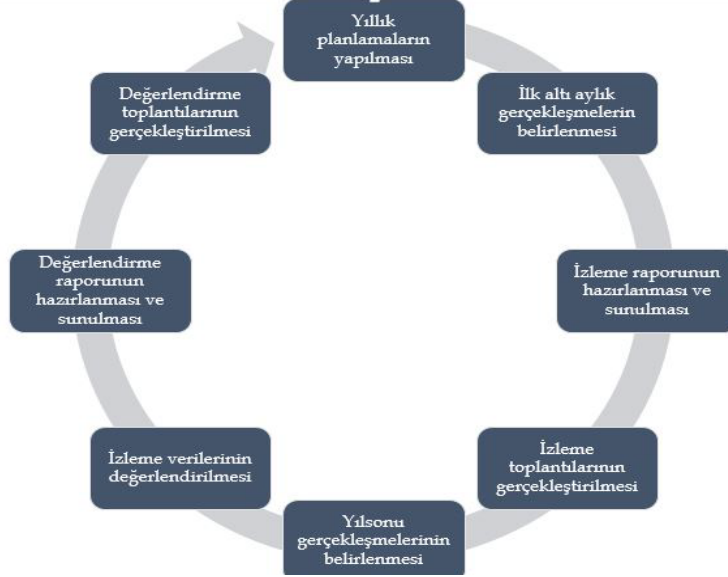 Yıllık
planlamaların
yapılması
İlk altı aylık
gerçekleşmelerin
belirlenmesi
İzleme raporunun
hazırlanması ve
sunulması
İzleme
toplantılarının
gerçekleştirilmesi
Yılsonu
gerçekleşmelerinin
belirlenmesi
İzleme verilerinin
değerlendirilmesi
Değerlendirme
raporunun
hazırlanması ve
sunulması
Değerlendirme
toplantılarının
gerçekleştirilmesi